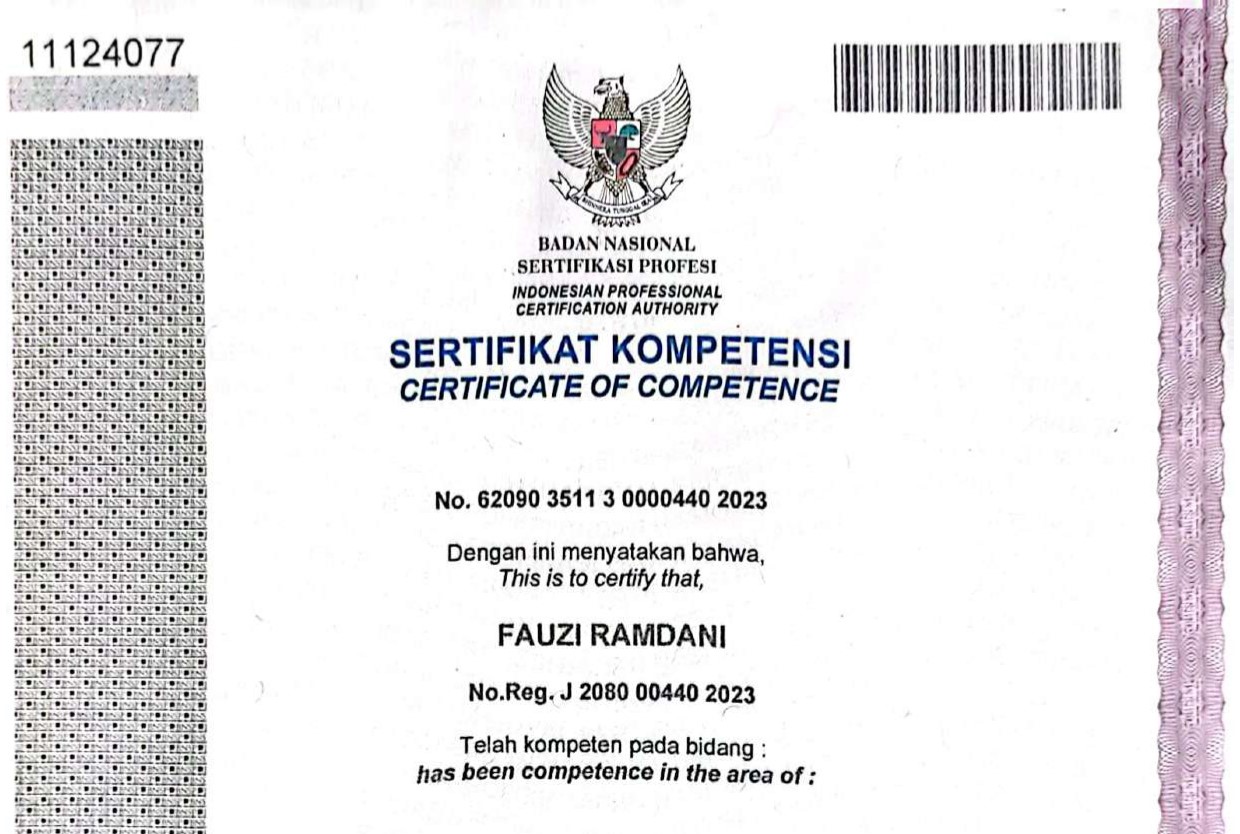 11124077
BHINNEKA TUNGGAL IKA
BADAN NASIONAL
SERTIFIKASI PROFESI
INDONESIAN PROFESSIONAL
CERTIFICATION AUTHORITY
SERTIFIKAT KOMPETENSI
CERTIFICATE OF COMPETENCE
No. 62090 3511 3 0000440 2023
Dengan ini menyatakan bahwa,
This is to certify that,
FAUZI RAMDANI
No.Reg. J 2080 00440 2023
Telah kompeten pada bidang :
has been competence in the area of :